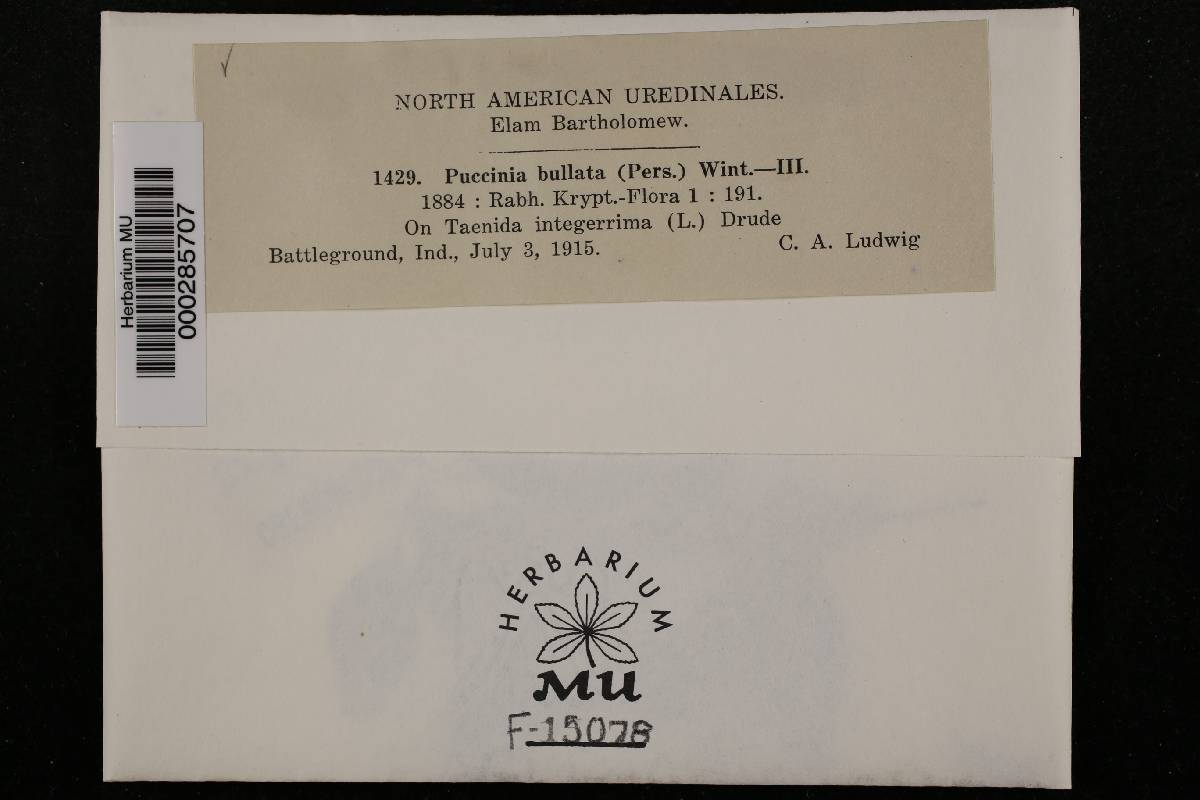 NORTH AMERICAN UREDINALES.
Elam Bartholomew.
1429. Puccinia bullata (Pers.) Wint.—III.
1884 : Rabh. Krypt.-Flora 1 : 191.
On Taenida integerrima (L.) Drude
Battleground, Ind., July 3, 1915. C. A. Ludwig
Herbarium MU
000285707
HERBARIUM
MU
F-15078